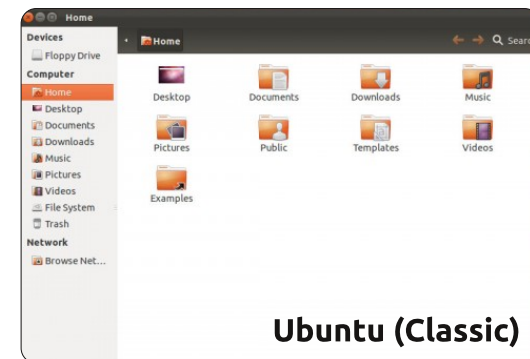 Home
Devices
Floppy Drive
Computer
Home
Desktop
Documents
Downloads
Music
Pictures
Videos
File System
Trash
Network
Browse Net...
Home
Sear
Desktop
Documents
Downloads
Music
Pictures
Public
Templates
Videos
Examples
Ubuntu (Classic)